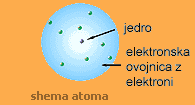 jedro
elektronska
ovojnica z
elektroni
shema atoma